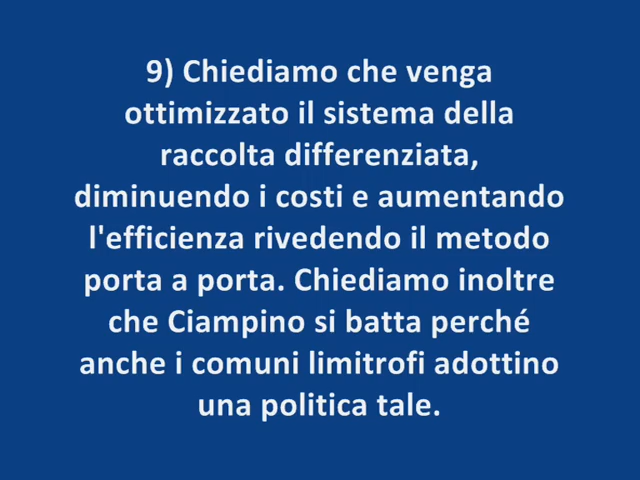 9) Chiediamo che venga
ottimizzato il sistema della
raccolta differenziata,
diminuendo i costi e aumentando
l'efficienza rivedendo il metodo
porta a porta. Chiediamo inoltre
che Ciampino si batta perché
anche i comuni limitrofi adottino
una politica tale.